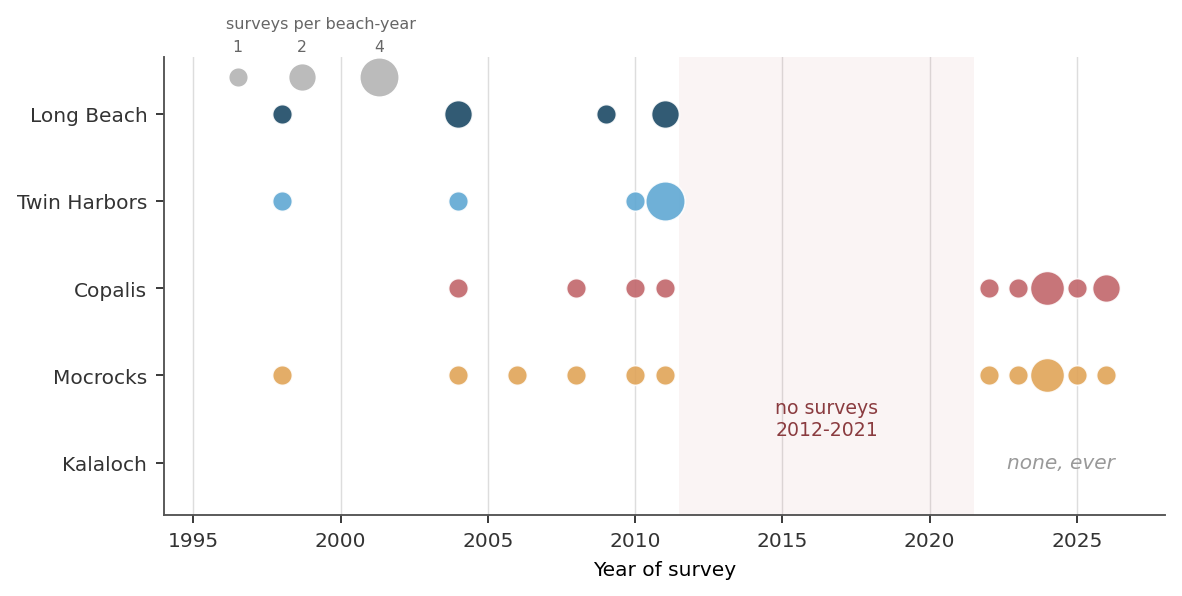 surveys per beach-year
1 2 4
Long Beach
Twin Harbors
Copalis
Mocrocks
Kalaloch
no surveys
2012-2021
none, ever
1995 2000 2005 2010 2015 2020 2025
Year of survey